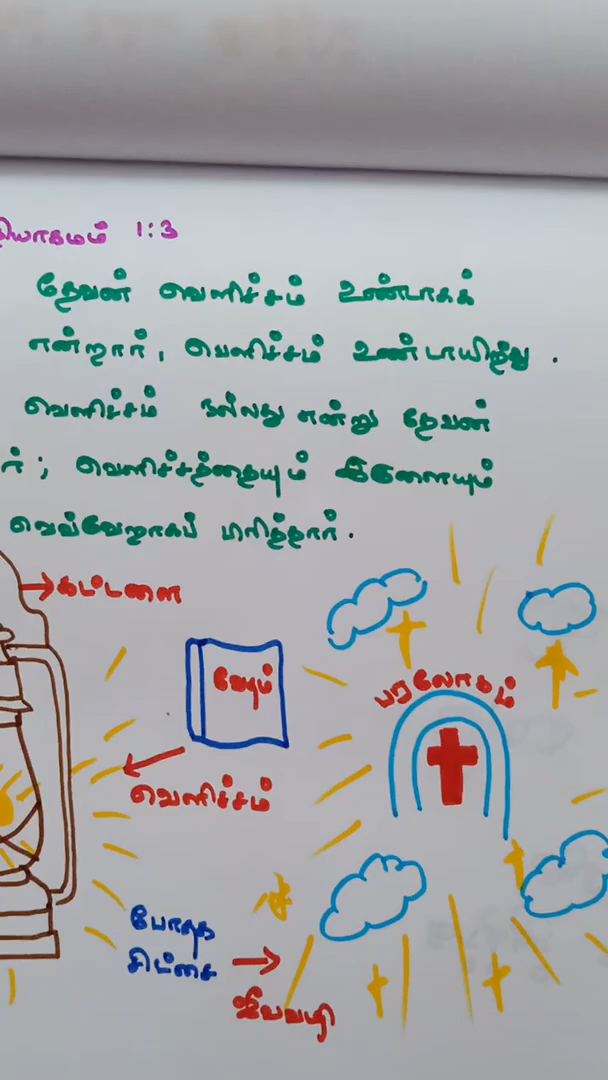 தியாகமம் 1:3
தேவன் வெளிச்சம் உண்டாகக்
என்றார், வெளிச்சம் உண்டாயிற்று.
வெளிச்சம் நல்லது என்று தேவன்
ர்; வெளிச்சத்தையும் இருளையும்
வெவ்வேறாகப் பிரித்தார்.
கட்டளை
வேதம்
பரலோகம்
வெளிச்சம்
போதக
சிட்சை
ஜீவவழி